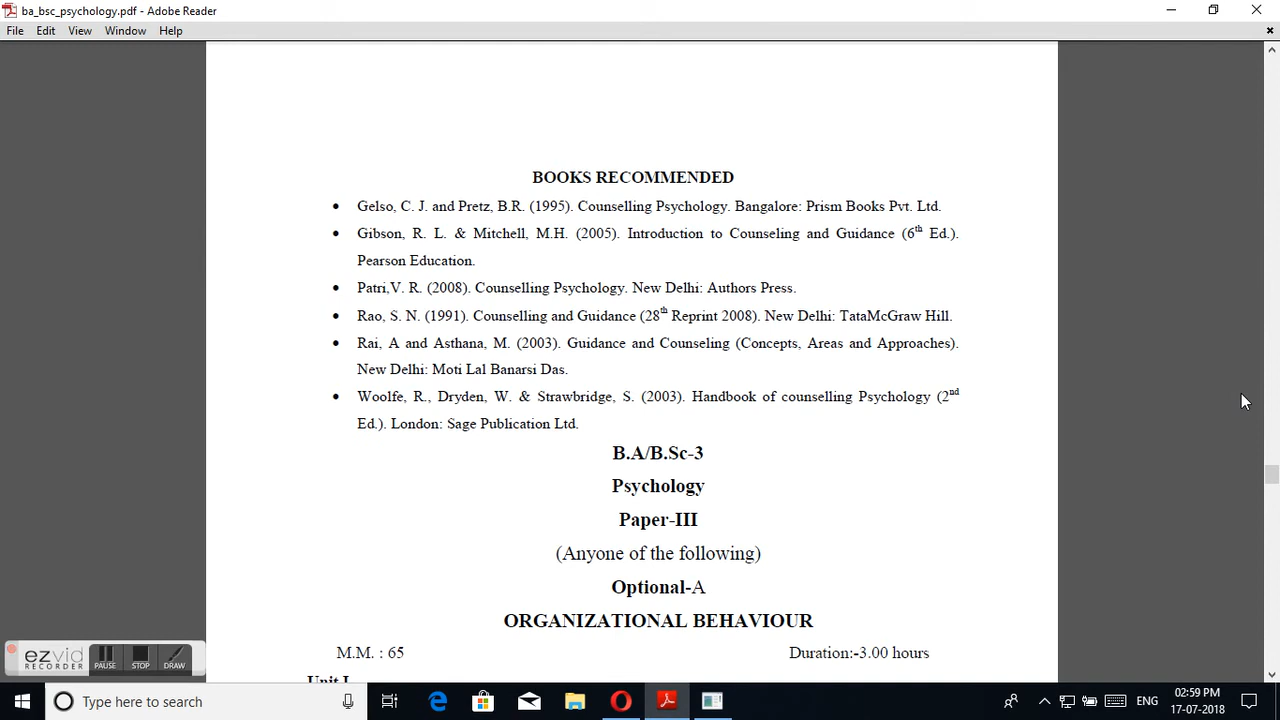 ba_bsc_psychology.pdf - Adobe Reader
File Edit View Window Help
BOOKS RECOMMENDED
• Gelso, C. J. and Pretz, B.R. (1995). Counselling Psychology. Bangalore: Prism Books Pvt. Ltd.
• Gibson, R. L. & Mitchell, M.H. (2005). Introduction to Counseling and Guidance (6th Ed.).
Pearson Education.
• Patri,V. R. (2008). Counselling Psychology. New Delhi: Authors Press.
• Rao, S. N. (1991). Counselling and Guidance (28th Reprint 2008). New Delhi: TataMcGraw Hill.
• Rai, A and Asthana, M. (2003). Guidance and Counseling (Concepts, Areas and Approaches).
New Delhi: Moti Lal Banarsi Das.
• Woolfe, R., Dryden, W. & Strawbridge, S. (2003). Handbook of counselling Psychology (2nd
Ed.). London: Sage Publication Ltd.
B.A/B.Sc-3
Psychology
Paper-III
(Anyone of the following)
Optional-A
ORGANIZATIONAL BEHAVIOUR
M.M. : 65 Duration:-3.00 hours
Unit I
ezvid
RECORDER
PAUSE STOP DRAW
Type here to search
ENG
02:59 PM
17-07-2018